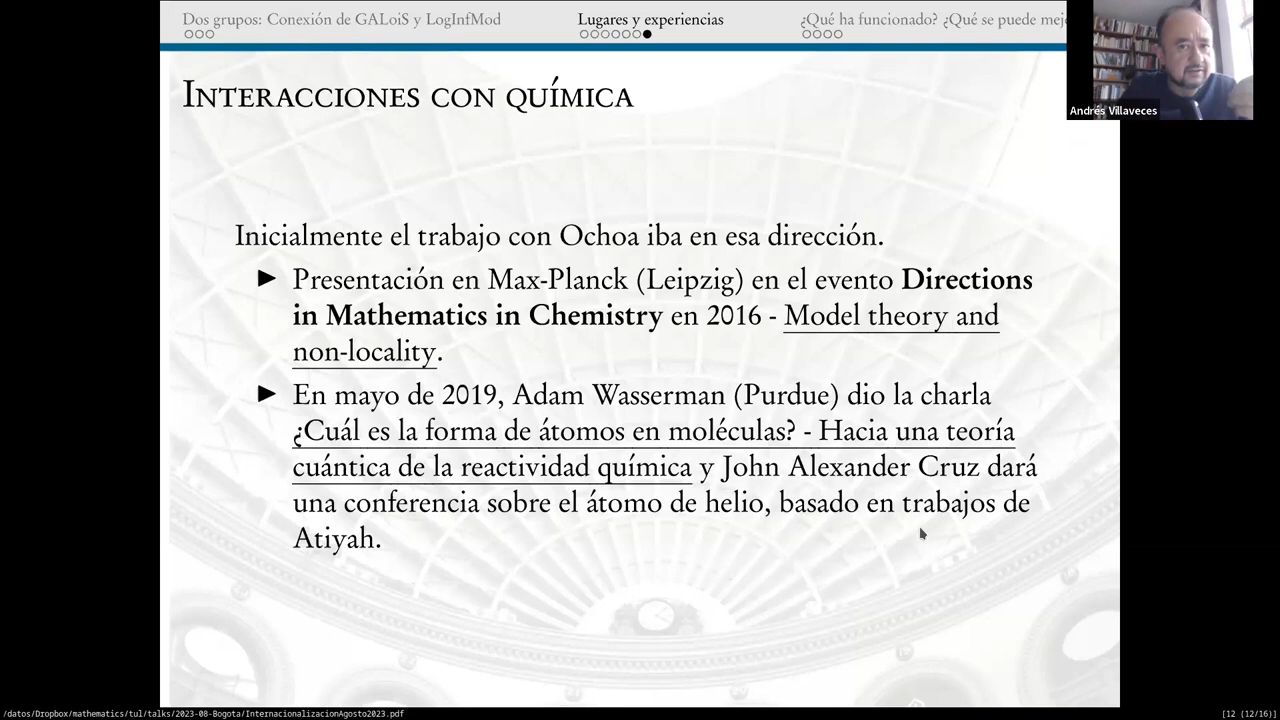 Dos grupos: Conexión de GALoiS y LogInfMod
Lugares y experiencias
¿Qué ha funcionado? ¿Qué se puede mej
Andrés Villaveces
Interacciones con química
Inicialmente el trabajo con Ochoa iba en esa dirección.
► Presentación en Max-Planck (Leipzig) en el evento Directions
in Mathematics in Chemistry en 2016 - Model theory and
non-locality.
► En mayo de 2019, Adam Wasserman (Purdue) dio la charla
¿Cuál es la forma de átomos en moléculas? - Hacia una teoría
cuántica de la reactividad química y John Alexander Cruz dará
una conferencia sobre el átomo de helio, basado en trabajos de
Atiyah.
/datos/Dropbox/mathematics/tul/talks/2023-08-Bogota/InternacionalizacionAgosto2023.pdf
[12 (12/16)]